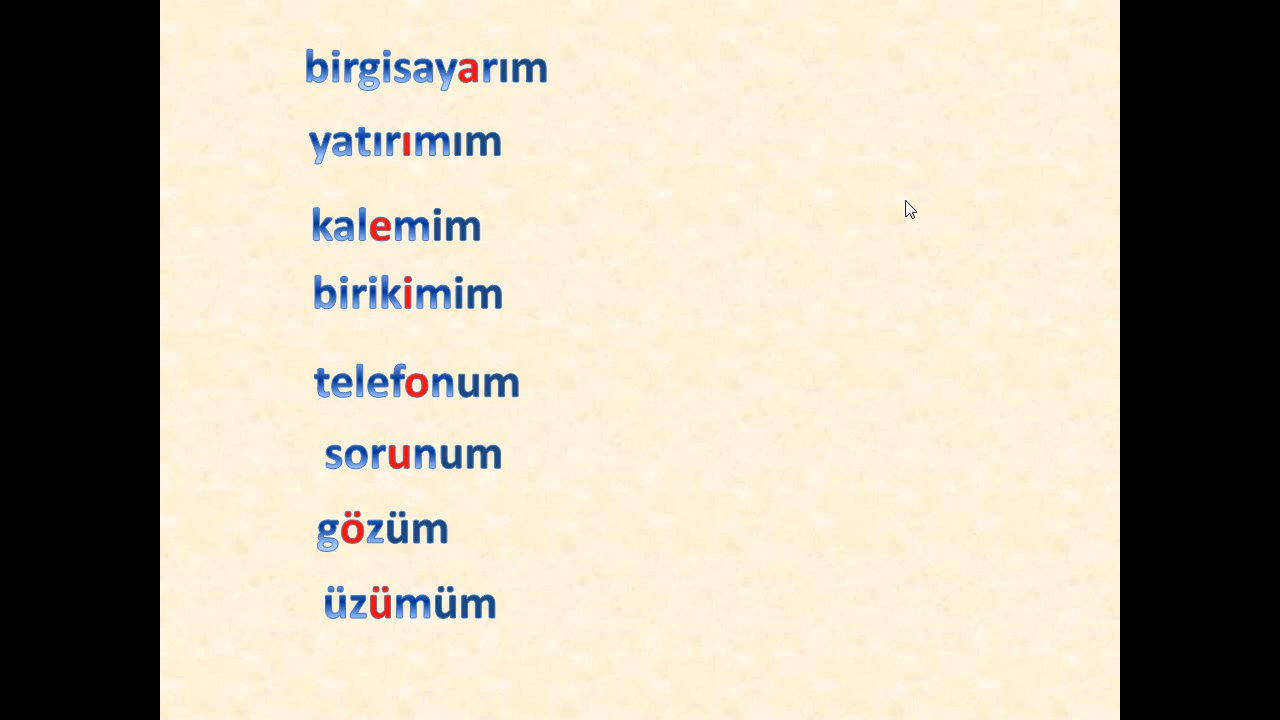 birgisayarım
yatırımım
kalemim
birikimim
telefonum
sorunum
gözüm
üzümüm